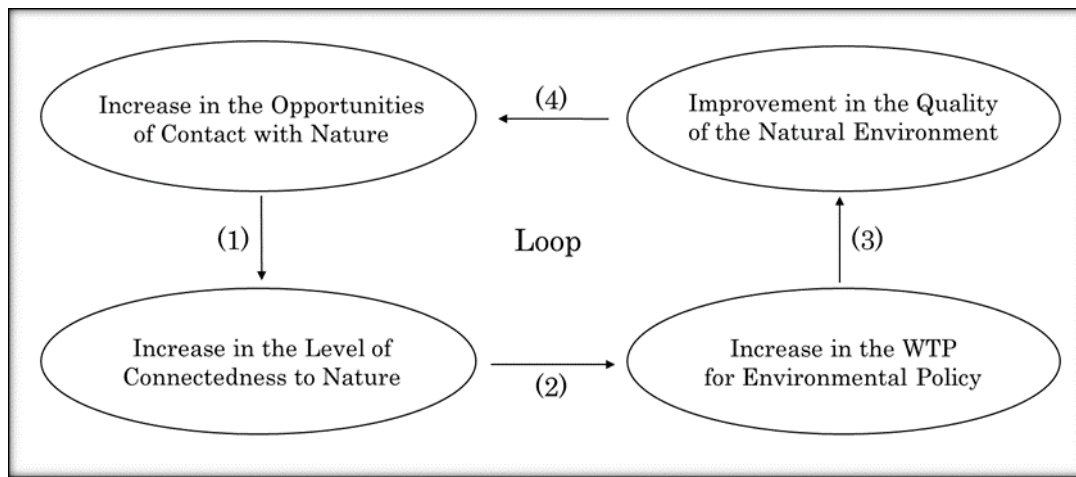 Increase in the Opportunities
of Contact with Nature
(4)
Improvement in the Quality
of the Natural Environment
(1)
Loop
(3)
Increase in the Level of
Connectedness to Nature
(2)
Increase in the WTP
for Environmental Policy